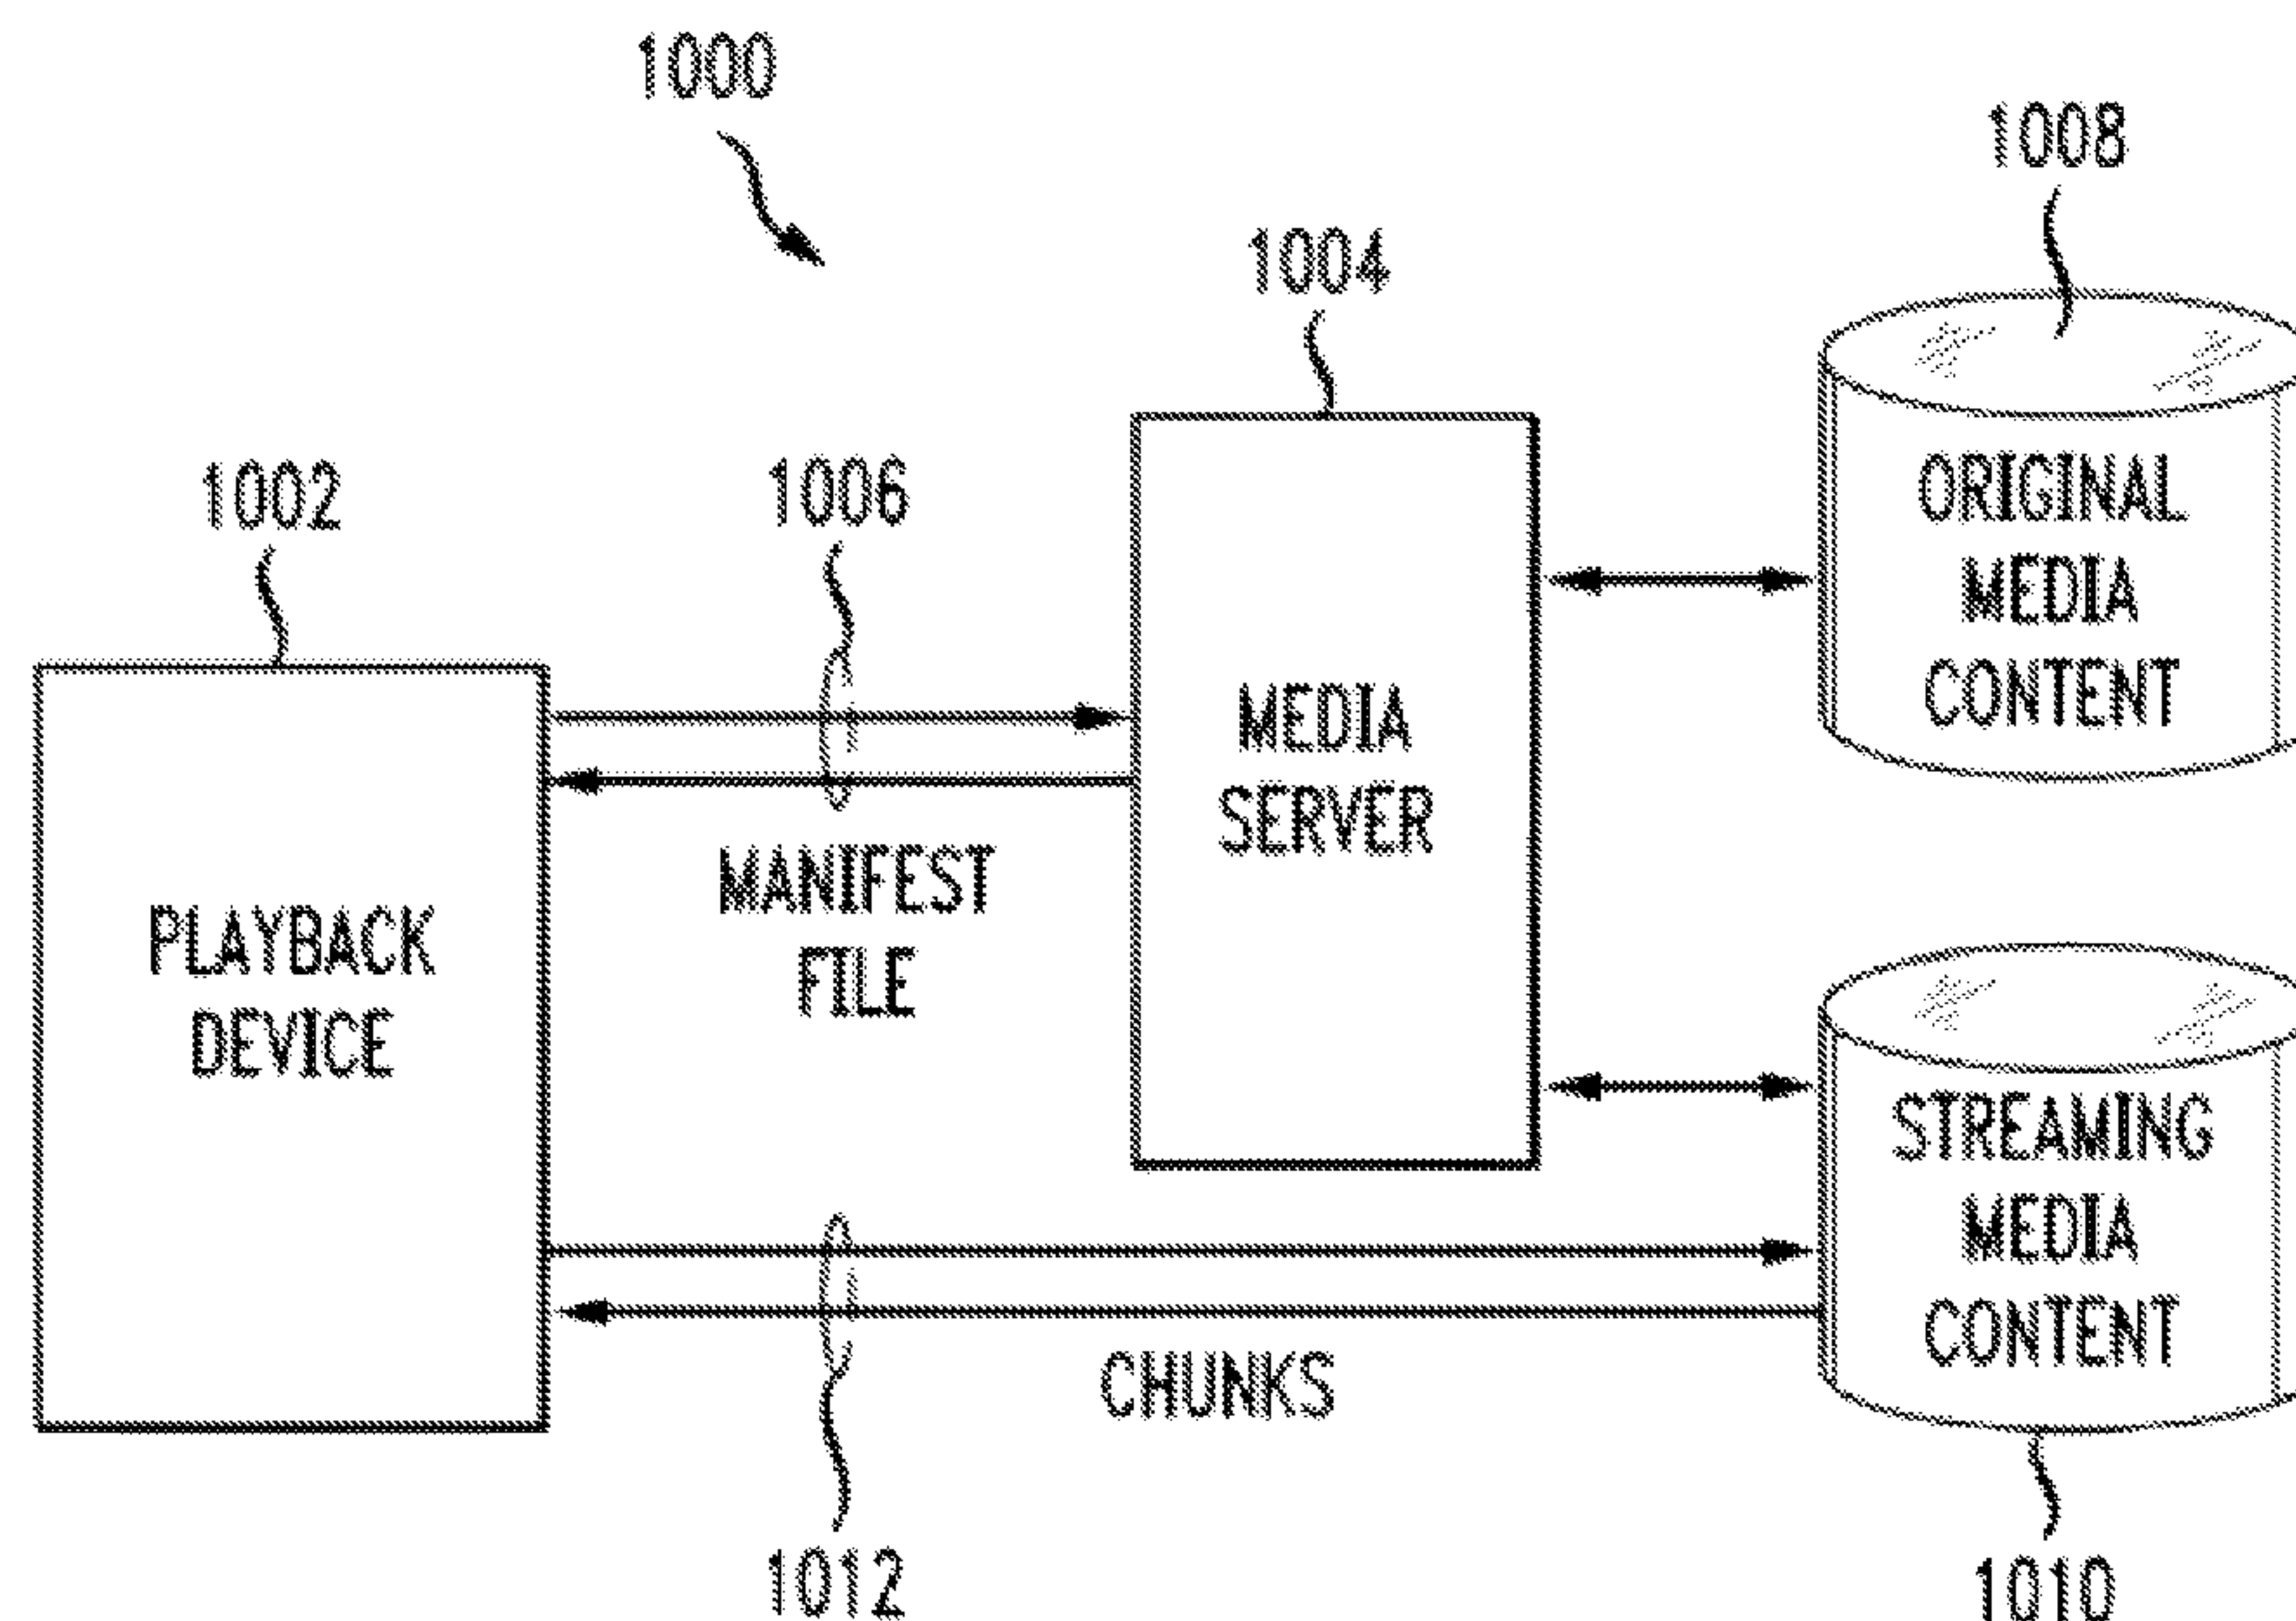 1000
1008
1004
1002
1006
ORIGINAL
MEDIA
CONTENT
MEDIA
SERVER
MANIFEST
FILE
PLAYBACK
DEVICE
STREAMING
MEDIA
CONTENT
CHUNKS
1012
1010